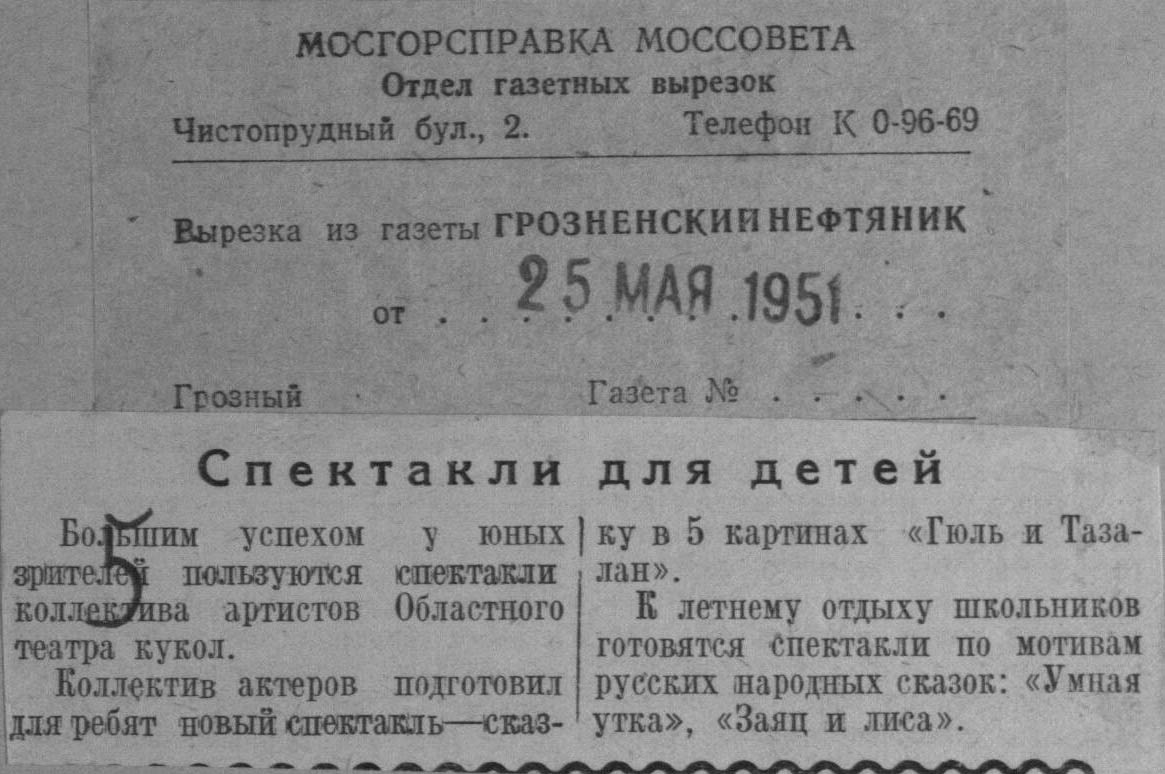 МОСГОРСПРАВКА МОССОВЕТА
Отдел газетных вырезок
Чистопрудный бул., 2. Телефон К 0-96-69
Вырезка из газеты ГРОЗНЕНСКИЙ НЕФТЯНИК
от . . . . . . . . 25 МАЯ 1951 . . .
Грозный Газета № . . . . .
Спектакли для детей
5
Большим успехом у юных
зрителей пользуются спектакли
коллектива артистов Областного
театра кукол.
Коллектив актеров подготовил
для ребят новый спектакль—сказ-
ку в 5 картинах «Гюль и Таза-
лан».
К летнему отдыху школьников
готовятся спектакли по мотивам
русских народных сказок: «Умная
утка», «Заяц и лиса».